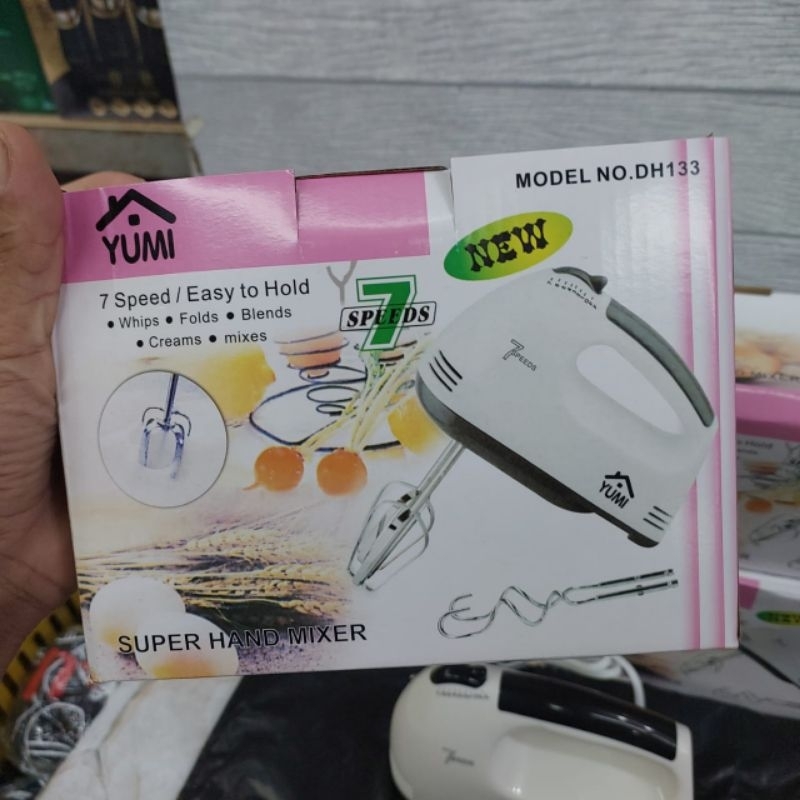 MODEL NO.DH133
YUMI
NEW
7 Speed / Easy to Hold
• Whips • Folds • Blends
• Creams • mixes
7
SPEEDS
7
SPEEDS
YUMI
SUPER HAND MIXER
7